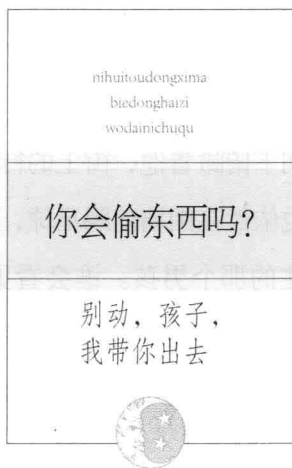 nihuitoudongxima
biedonghaizi
wodainichuqu
你会偷东西吗?
别动，孩子，
我带你出去